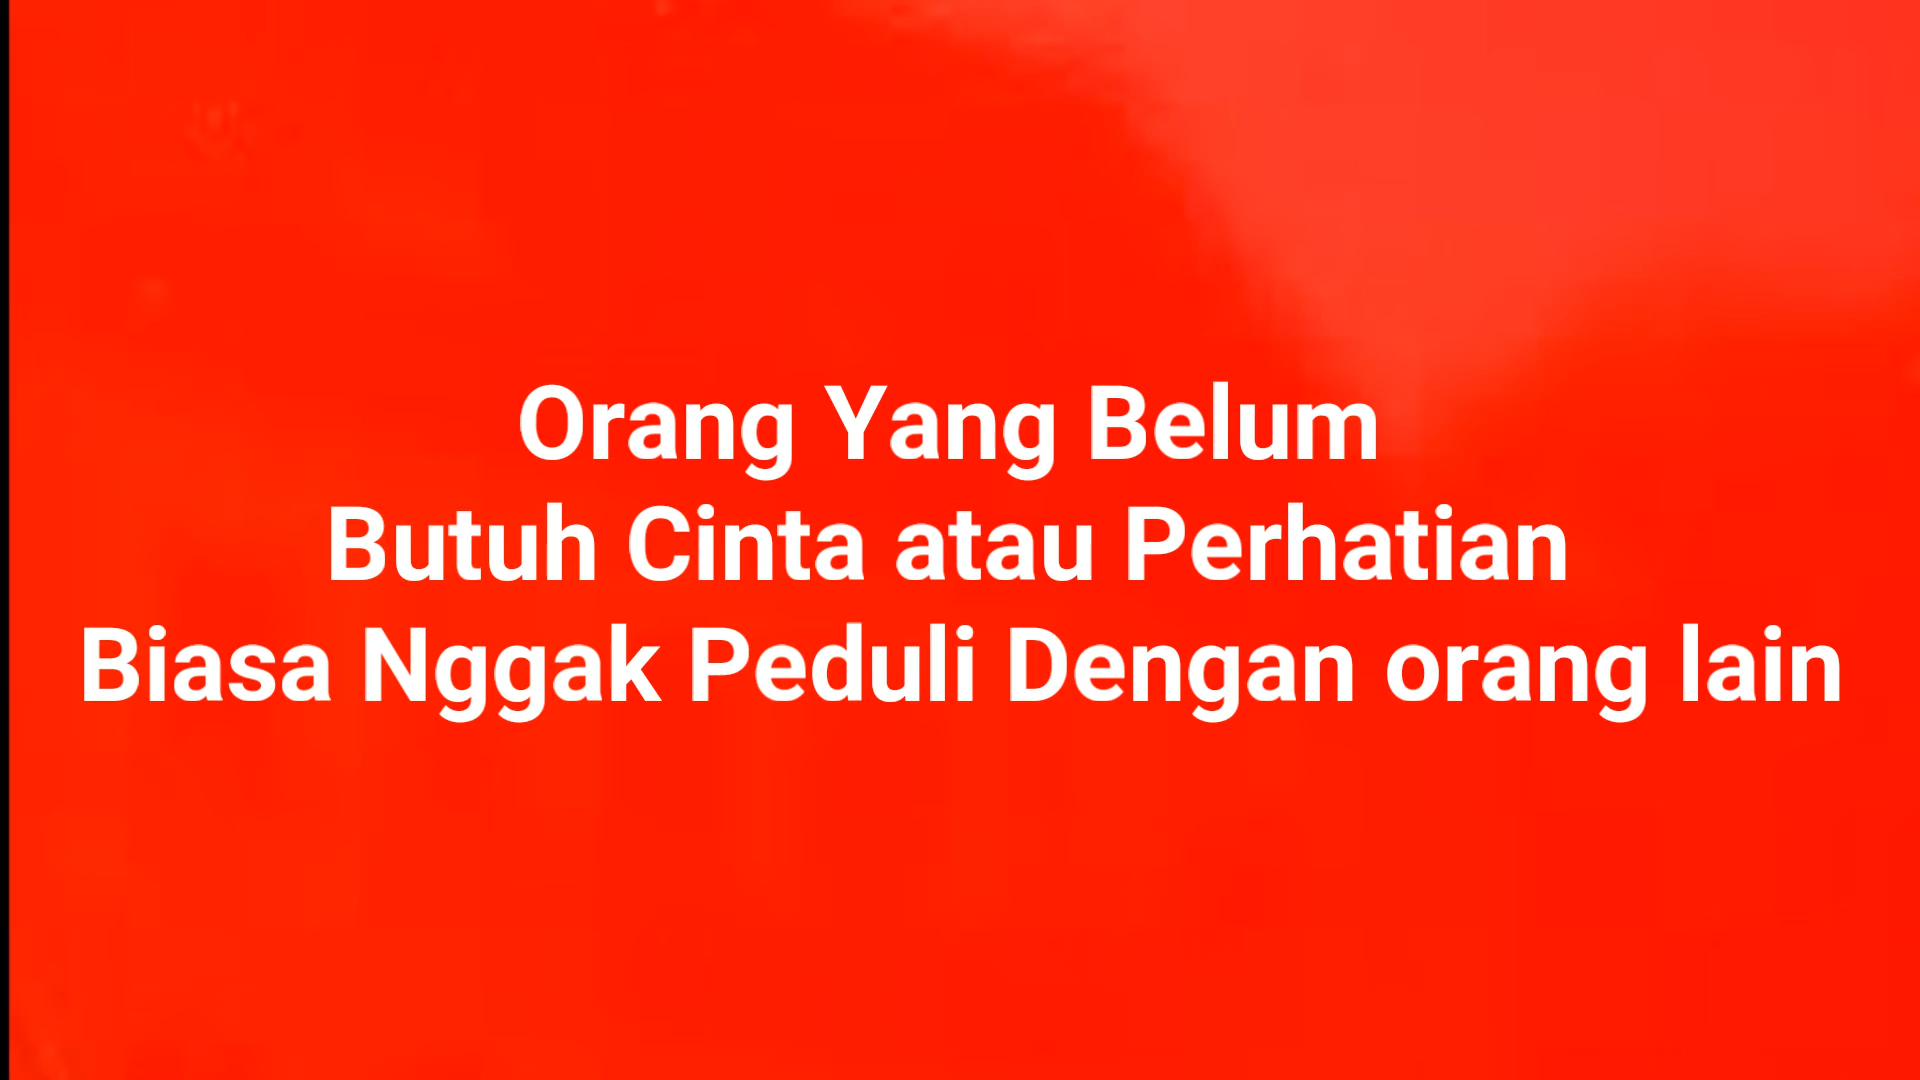 Orang Yang Belum
Butuh Cinta atau Perhatian
Biasa Nggak Peduli Dengan orang lain